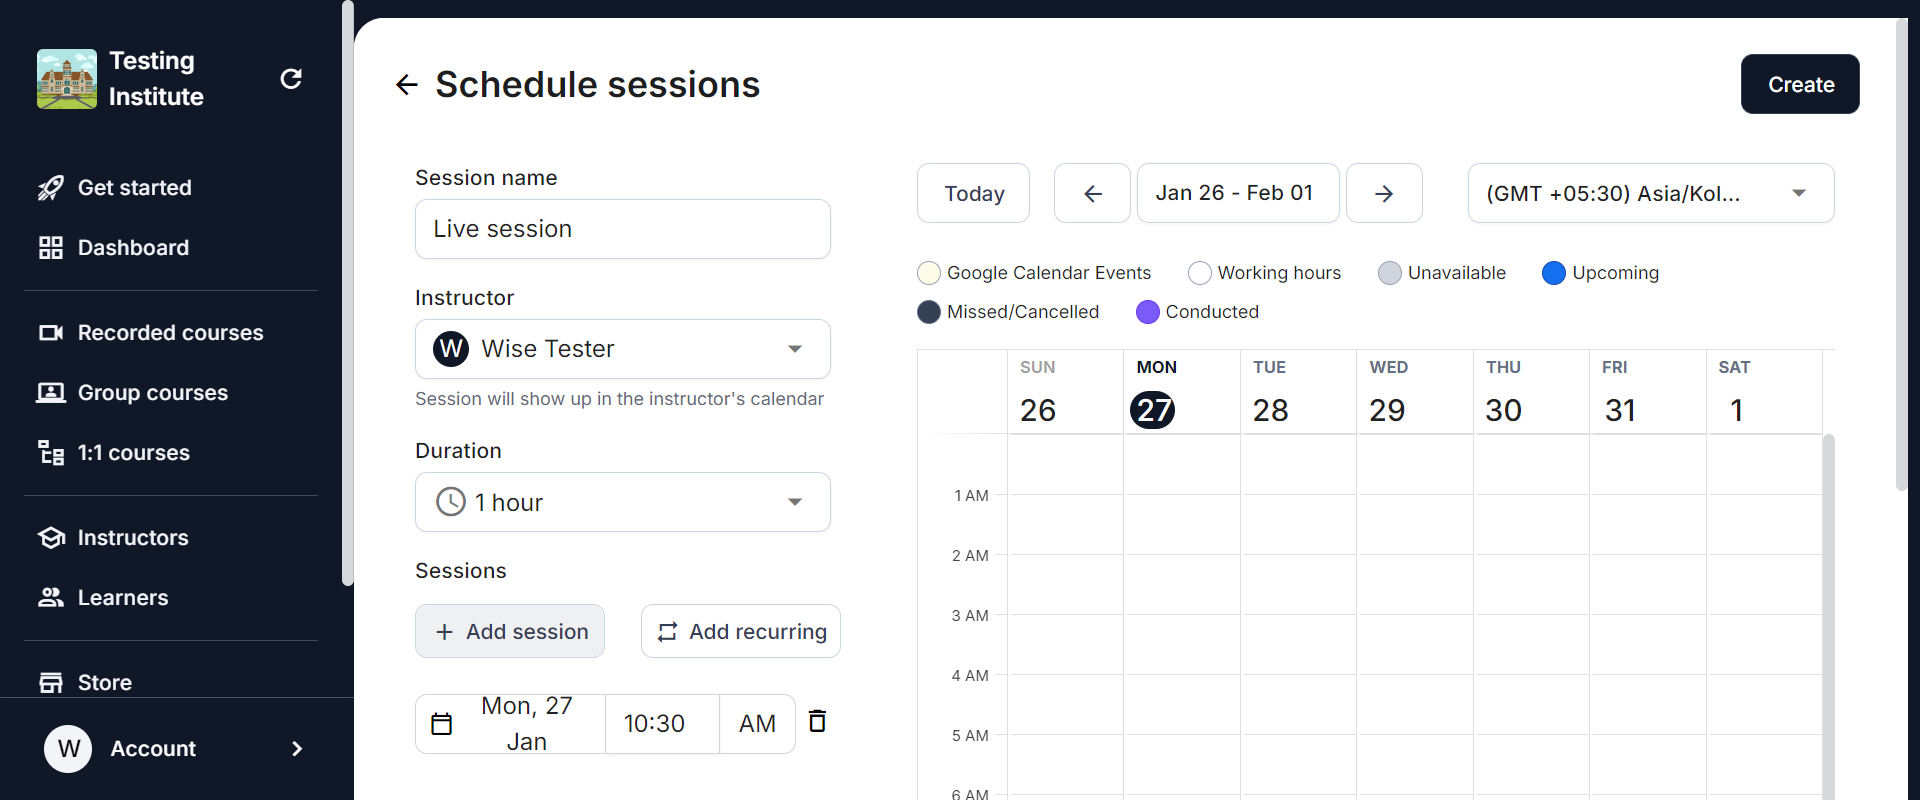 Testing
Institute
Get started
Dashboard
Recorded courses
Group courses
1:1 courses
Instructors
Learners
Store
W
Account
Schedule sessions
Create
Session name
Live session
Instructor
W Wise Tester
Session will show up in the instructor's calendar
Duration
1 hour
Sessions
Add session
Add recurring
Mon, 27
Jan
10:30
AM
Today
Jan 26 - Feb 01
(GMT +05:30) Asia/Kol...
Google Calendar Events
Working hours
Unavailable
Upcoming
Missed/Cancelled
Conducted
SUN
MON
TUE
WED
THU
FRI
SAT
26
27
28
29
30
31
1
1 AM
2 AM
3 AM
4 AM
5 AM
6 AM